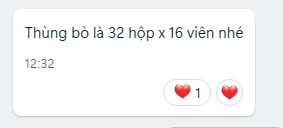 Thùng bò là 32 hộp x 16 viên nhé
12:32
❤️ 1 ❤️